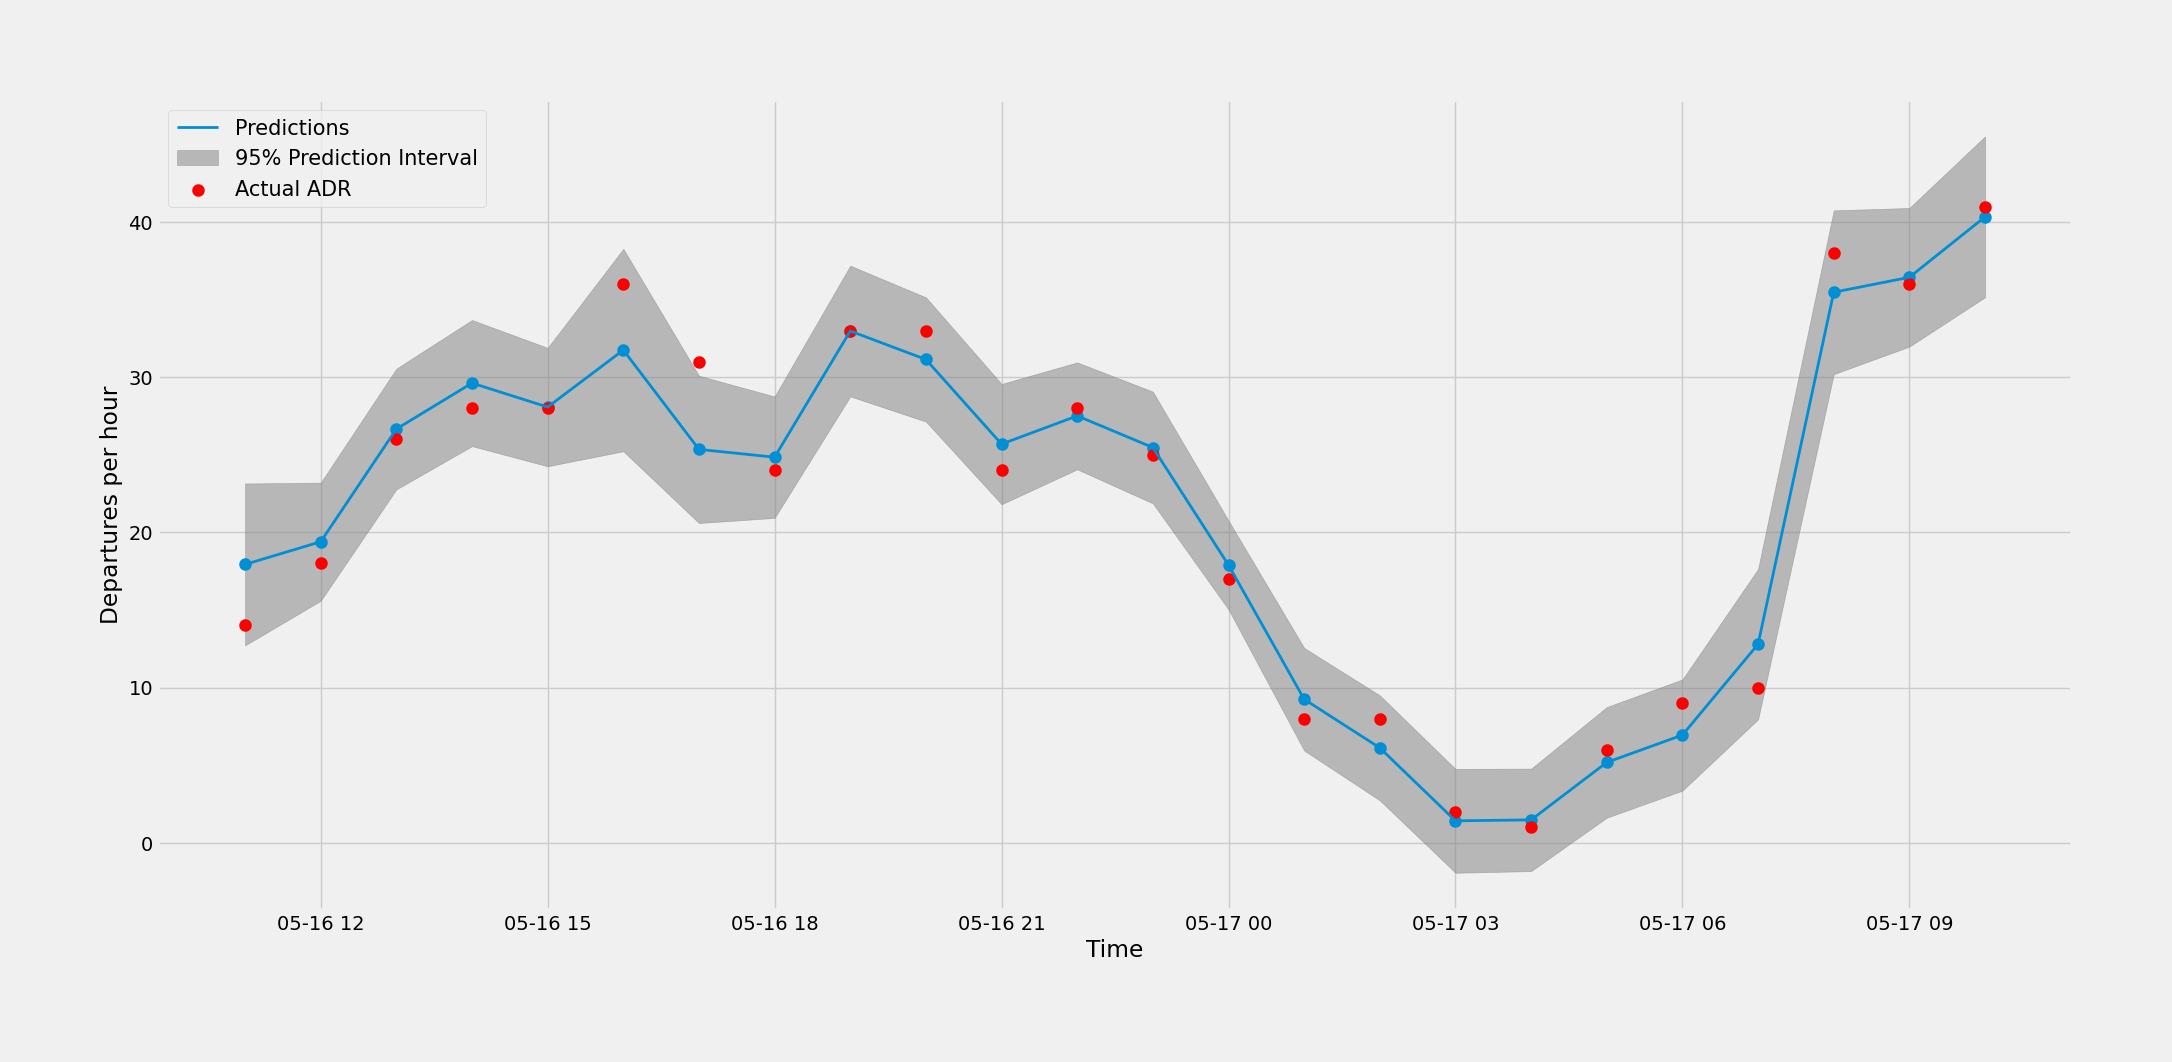 Predictions
95% Prediction Interval
Actual ADR
40
30
20
10
0
Departures per hour
05-16 12
05-16 15
05-16 18
05-16 21
05-17 00
05-17 03
05-17 06
05-17 09
Time